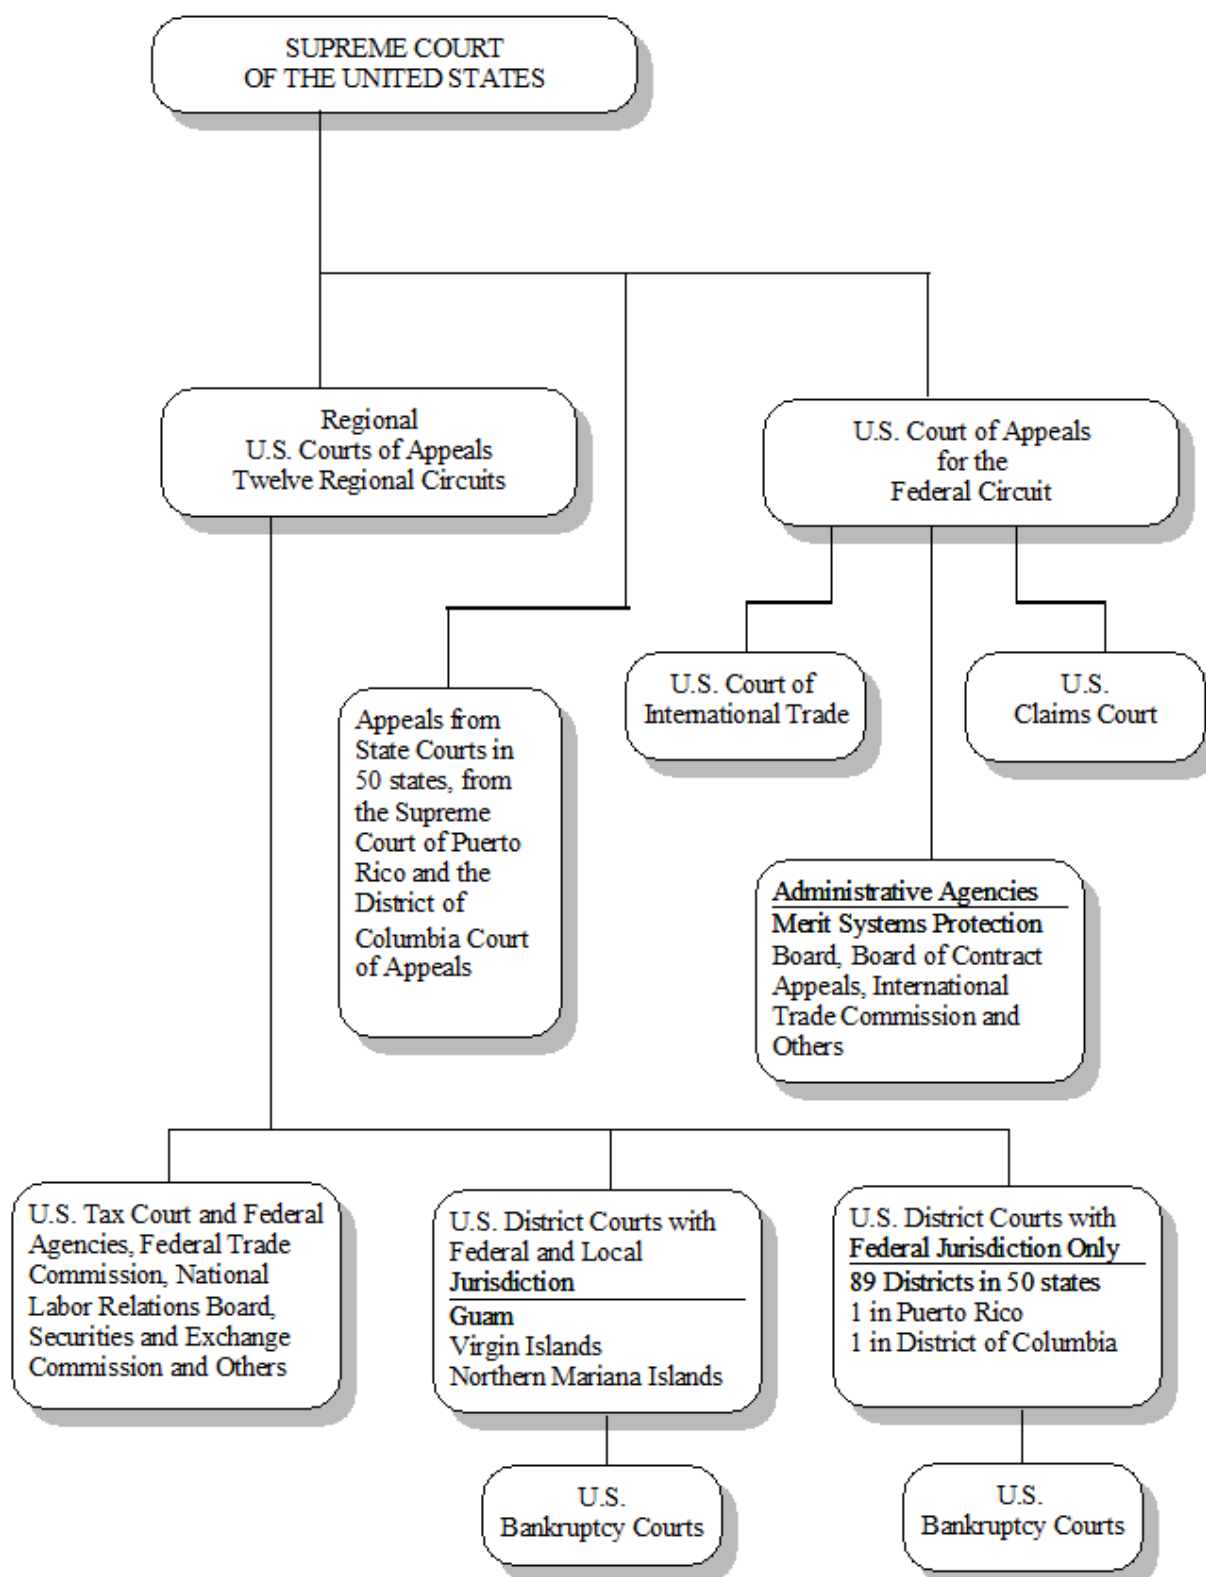 SUPREME COURT
OF THE UNITED STATES
Regional
U.S. Courts of Appeals
Twelve Regional Circuits
U.S. Court of Appeals
for the
Federal Circuit
Appeals from
State Courts in
50 states, from
the Supreme
Court of Puerto
Rico and the
District of
Columbia Court
of Appeals
U.S. Court of
International Trade
U.S.
Claims Court
Administrative Agencies
Merit Systems Protection
Board, Board of Contract
Appeals, International
Trade Commission and
Others
U.S. Tax Court and Federal
Agencies, Federal Trade
Commission, National
Labor Relations Board,
Securities and Exchange
Commission and Others
U.S. District Courts with
Federal and Local
Jurisdiction
Guam
Virgin Islands
Northern Mariana Islands
U.S. District Courts with
Federal Jurisdiction Only
89 Districts in 50 states
1 in Puerto Rico
1 in District of Columbia
U.S.
Bankruptcy Courts
U.S.
Bankruptcy Courts